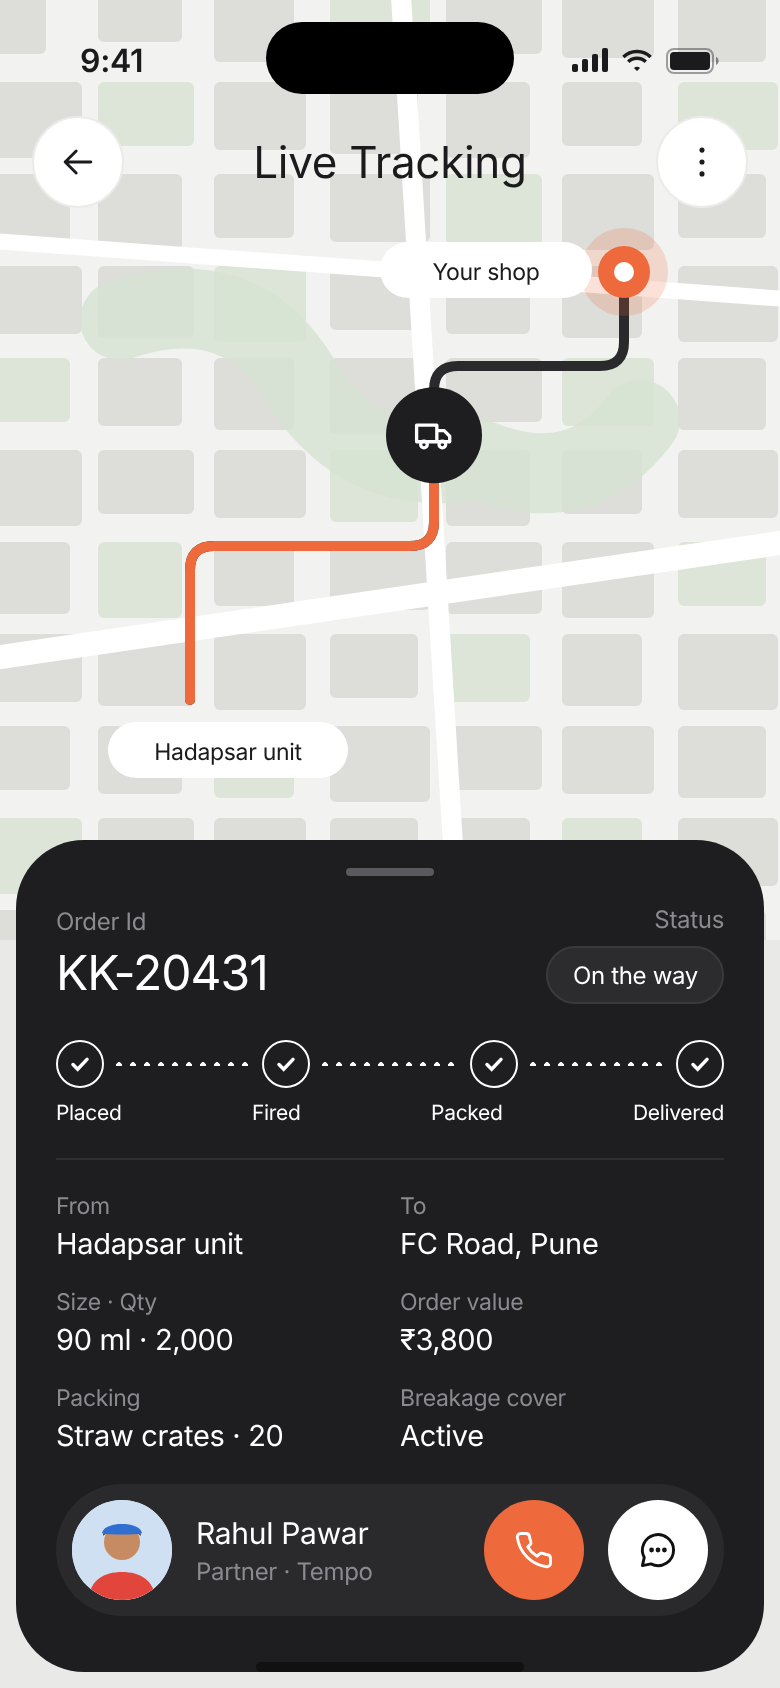 9:41
Live Tracking
Your shop
Hadapsar unit
Order Id
Status
KK-20431
On the way
Placed
Fired
Packed
Delivered
From
To
Hadapsar unit
FC Road, Pune
Size · Qty
Order value
90 ml · 2,000
₹3,800
Packing
Breakage cover
Straw crates · 20
Active
Rahul Pawar
Partner · Tempo